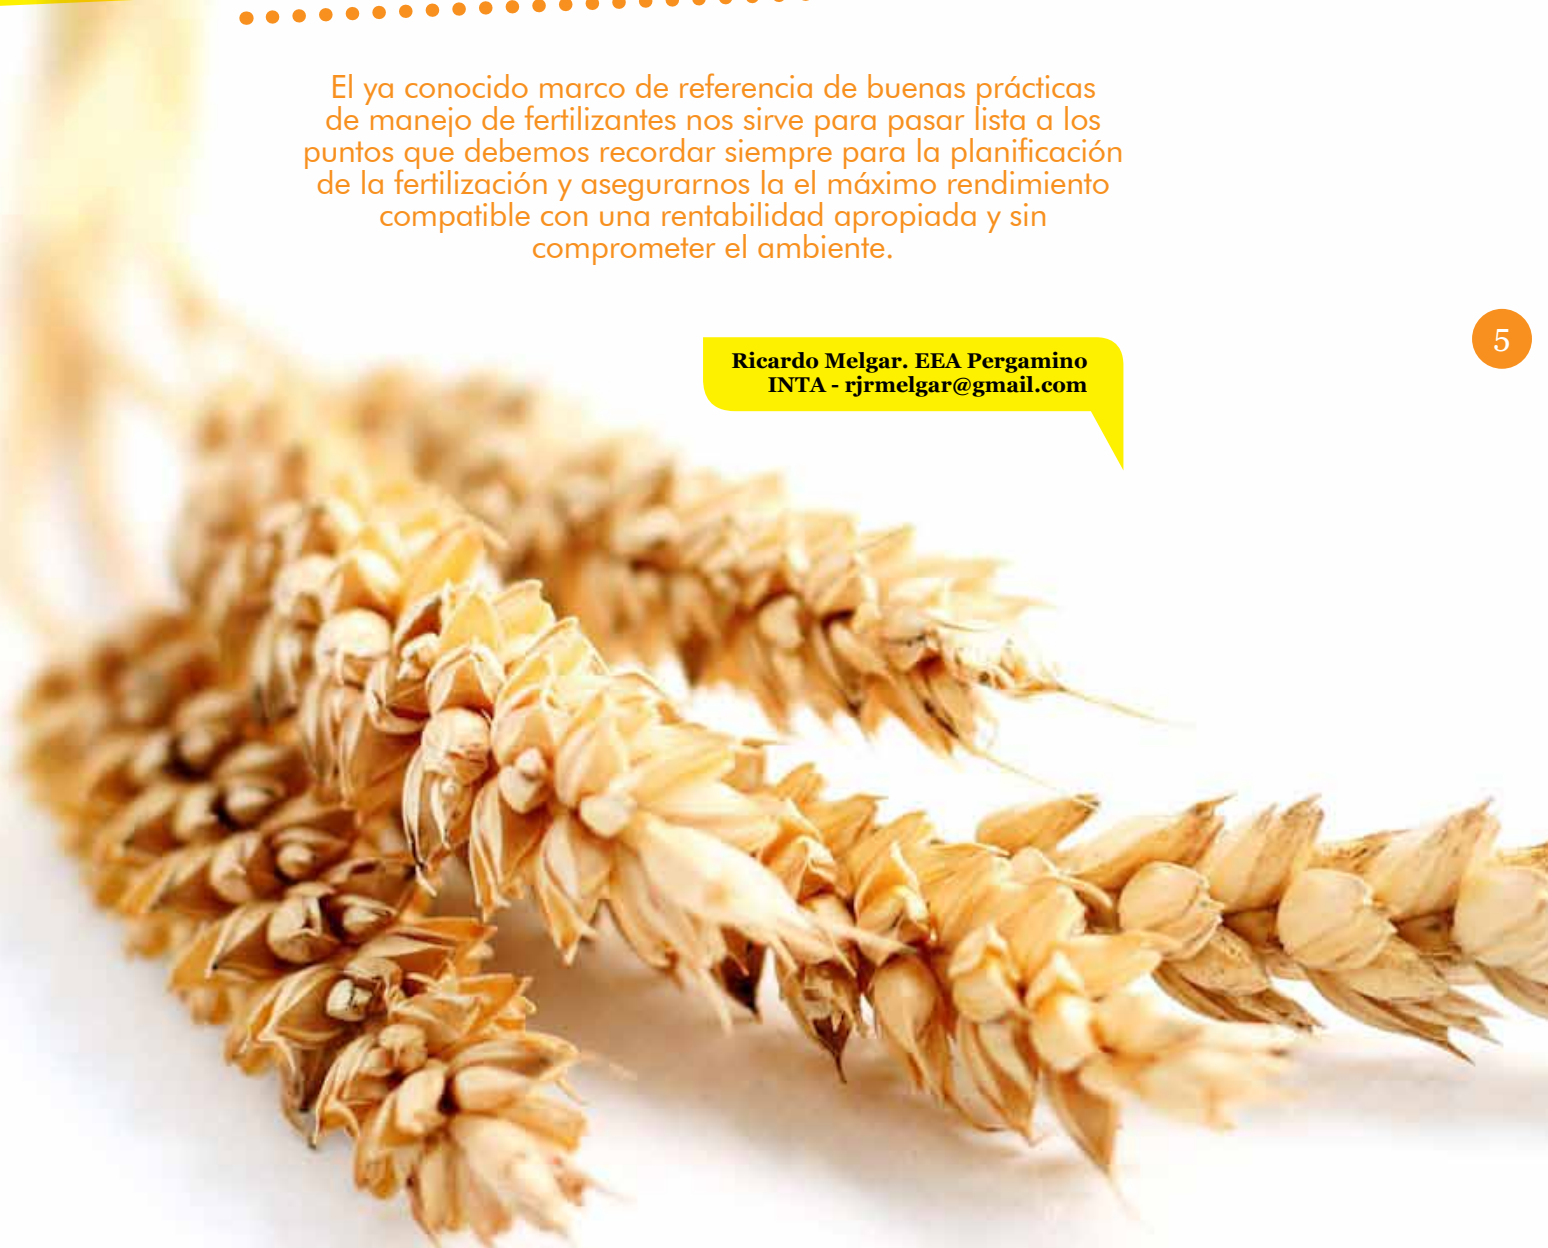 El ya conocido marco de referencia de buenas prácticas
de manejo de fertilizantes nos sirve para pasar lista a los
puntos que debemos recordar siempre para la planificación
de la fertilización y asegurarnos la el máximo rendimiento
compatible con una rentabilidad apropiada y sin
comprometer el ambiente.
Ricardo Melgar. EEA Pergamino
INTA - rjrmelgar@gmail.com
5